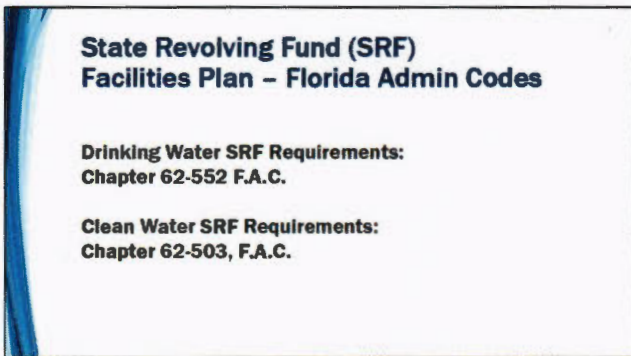 State Revolving Fund (SRF)
Facilities Plan – Florida Admin Codes
Drinking Water SRF Requirements:
Chapter 62-552 F.A.C.
Clean Water SRF Requirements:
Chapter 62-503, F.A.C.